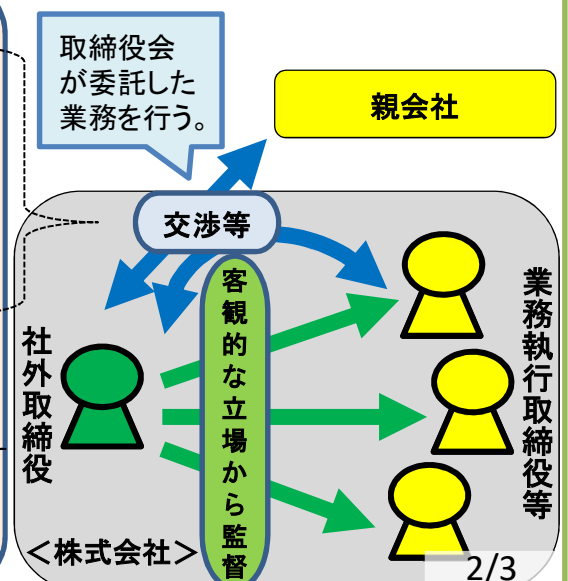 取締役会
が委託した
業務を行う。
親会社
交渉等
客観的な立場から監督
社外取締役
業務執行取締役等
＜株式会社＞
2/3